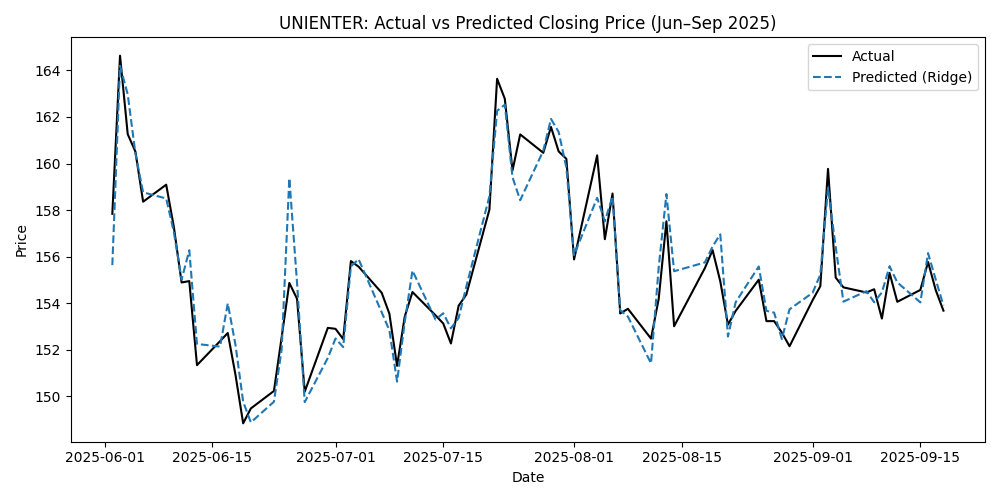 UNIENTER: Actual vs Predicted Closing Price (Jun–Sep 2025)
Actual
Predicted (Ridge)
Price
164
162
160
158
156
154
152
150
2025-06-01 2025-06-15 2025-07-01 2025-07-15 2025-08-01 2025-08-15 2025-09-01 2025-09-15
Date